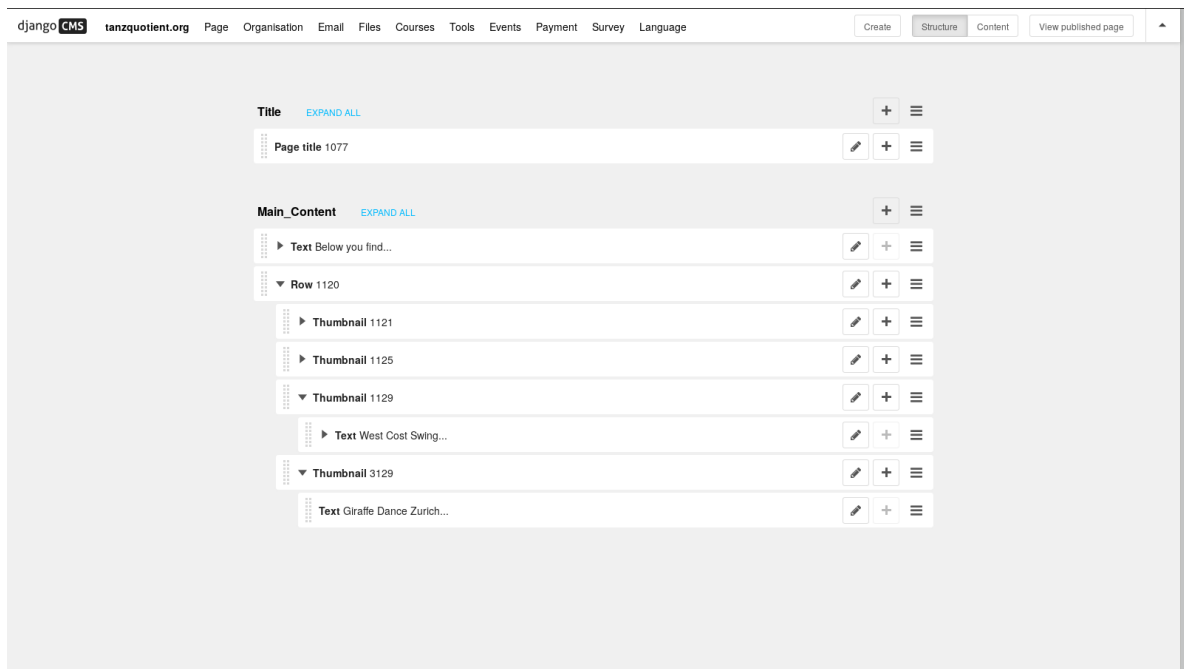 django CMS tanzquotient.org Page Organisation Email Files Courses Tools Events Payment Survey Language Create Structure Content View published page
Title EXPAND ALL
Page title 1077
Main_Content EXPAND ALL
Text Below you find...
Row 1120
Thumbnail 1121
Thumbnail 1125
Thumbnail 1129
Text West Cost Swing...
Thumbnail 3129
Text Giraffe Dance Zurich...